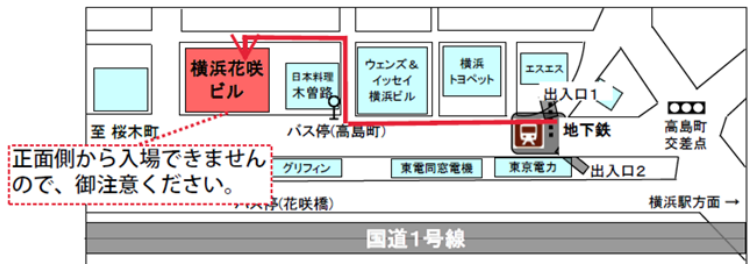 横浜花咲
ビル
日本料理
木曽路
ウェンズ&
イッセイ
横浜ビル
横浜
トヨペット
エスエス
出入口1
地下鉄
高島町
交差点
至 桜木町
バス停(高島町)
正面側から入場できません
ので、御注意ください。
グリフィン
東電同窓電機
東京電力
出入口2
バス停(花咲橋)
横浜駅方面→
国道1号線